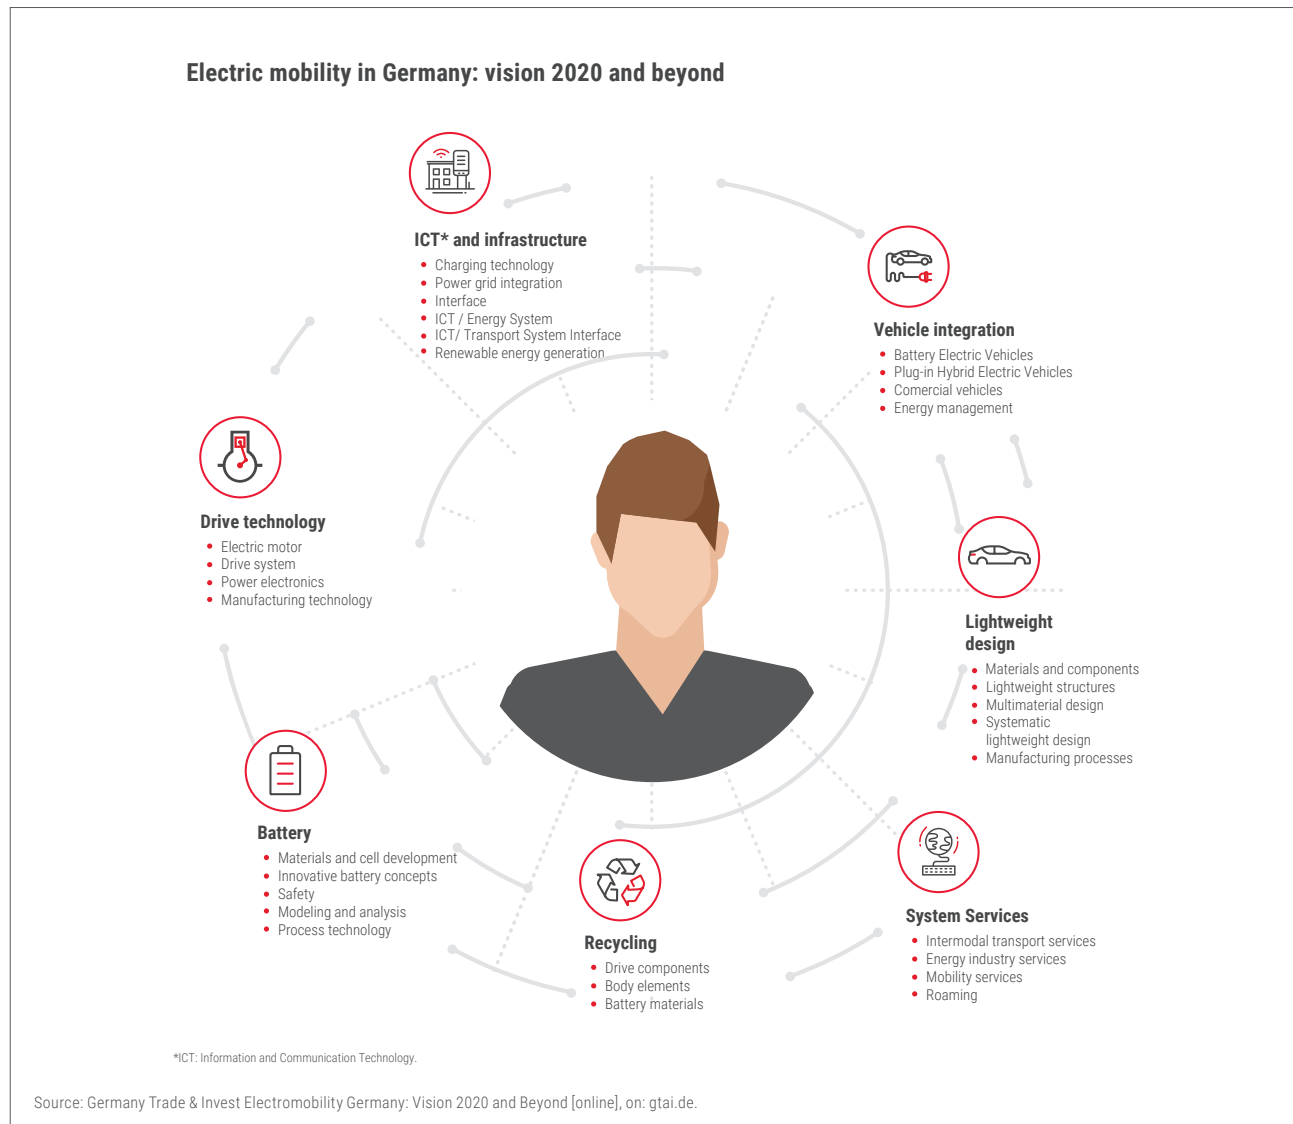 Electric mobility in Germany: vision 2020 and beyond
ICT* and infrastructure
Charging technology
Power grid integration
Interface
ICT / Energy System
ICT/ Transport System Interface
Renewable energy generation
Vehicle integration
Battery Electric Vehicles
Plug-in Hybrid Electric Vehicles
Comercial vehicles
Energy management
Drive technology
Electric motor
Drive system
Power electronics
Manufacturing technology
Lightweight
design
Materials and components
Lightweight structures
Multimaterial design
Systematic
lightweight design
Manufacturing processes
Battery
Materials and cell development
Innovative battery concepts
Safety
Modeling and analysis
Process technology
Recycling
Drive components
Body elements
Battery materials
System Services
Intermodal transport services
Energy industry services
Mobility services
Roaming
*ICT: Information and Communication Technology.
Source: Germany Trade & Invest Electromobility Germany: Vision 2020 and Beyond [online], on: gtai.de.